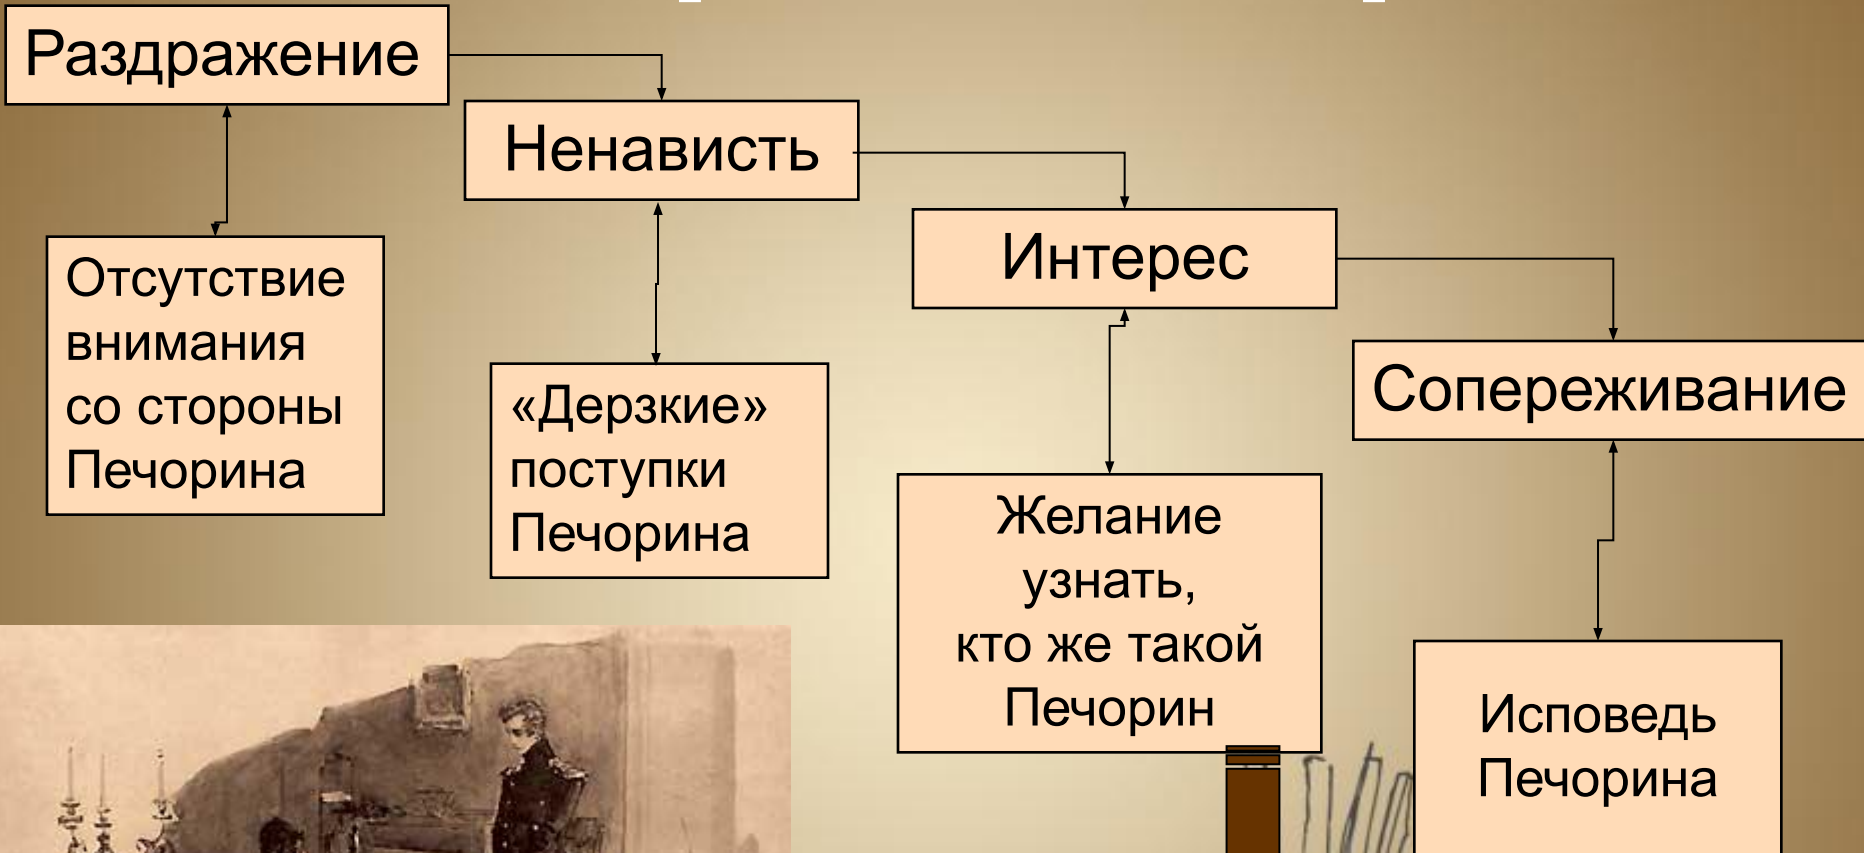 Раздражение
Ненависть
Интерес
Сопереживание
Отсутствие
внимания
со стороны
Печорина
«Дерзкие»
поступки
Печорина
Желание
узнать,
кто же такой
Печорин
Исповедь
Печорина